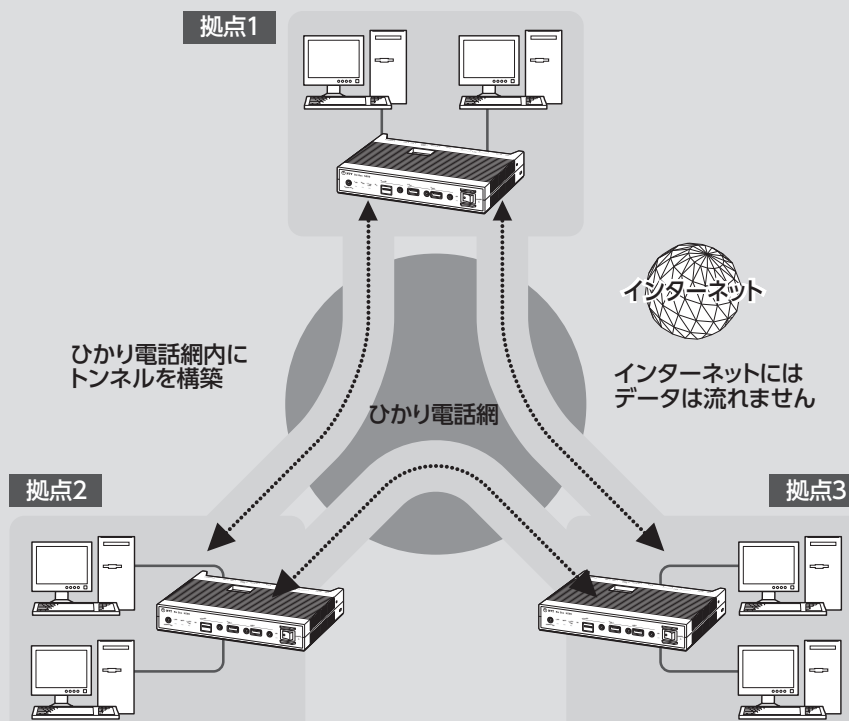 拠点1
インターネット
ひかり電話網内に
トンネルを構築
インターネットには
データは流れません
ひかり電話網
拠点2
拠点3